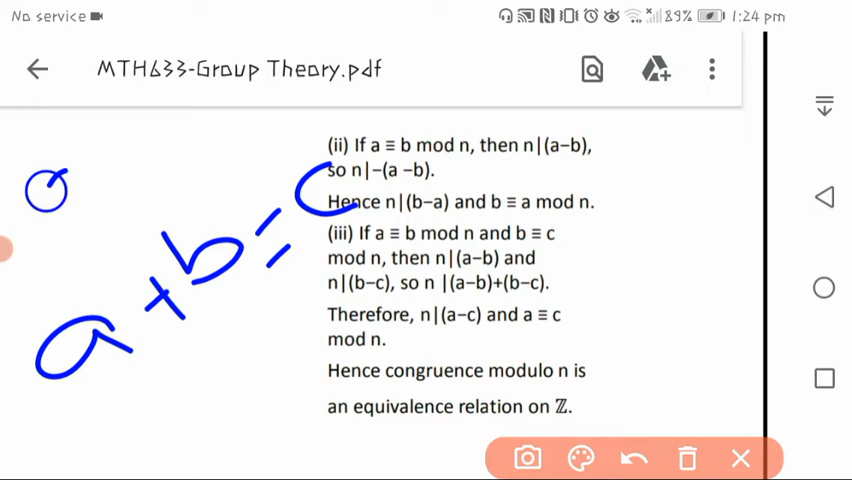 No service 89% 1:24 pm
MTH633-Group Theory.pdf
(ii) If a ≡ b mod n, then n|(a–b),
so n|–(a –b).
Hence n|(b–a) and b ≡ a mod n.
(iii) If a ≡ b mod n and b ≡ c
mod n, then n|(a–b) and
n|(b–c), so n |(a–b)+(b–c).
Therefore, n|(a–c) and a ≡ c
mod n.
Hence congruence modulo n is
an equivalence relation on ℤ.
a+b=c